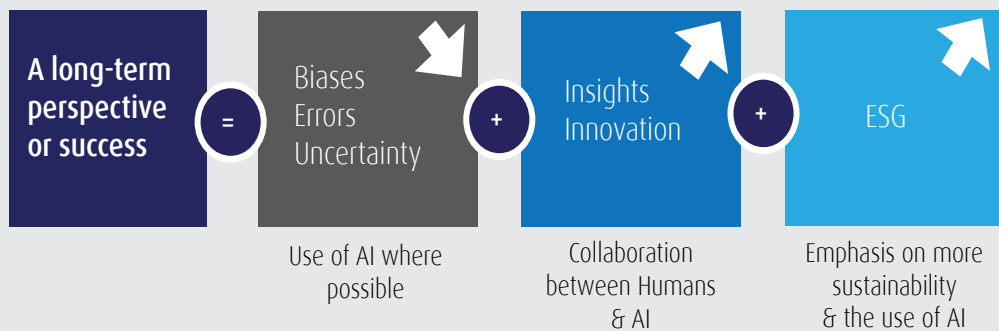 A long-term
perspective
or success
=
Biases
Errors
Uncertainty
+
Insights
Innovation
+
ESG
Use of AI where
possible
Collaboration
between Humans
& AI
Emphasis on more
sustainability
& the use of AI